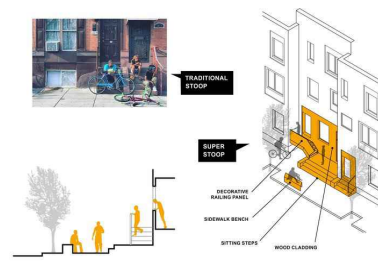 TRADITIONAL
STOOP
SUPER
STOOP
DECORATIVE
RAILING PANEL
SIDEWALK BENCH
SITTING STEPS
WOOD CLADDING